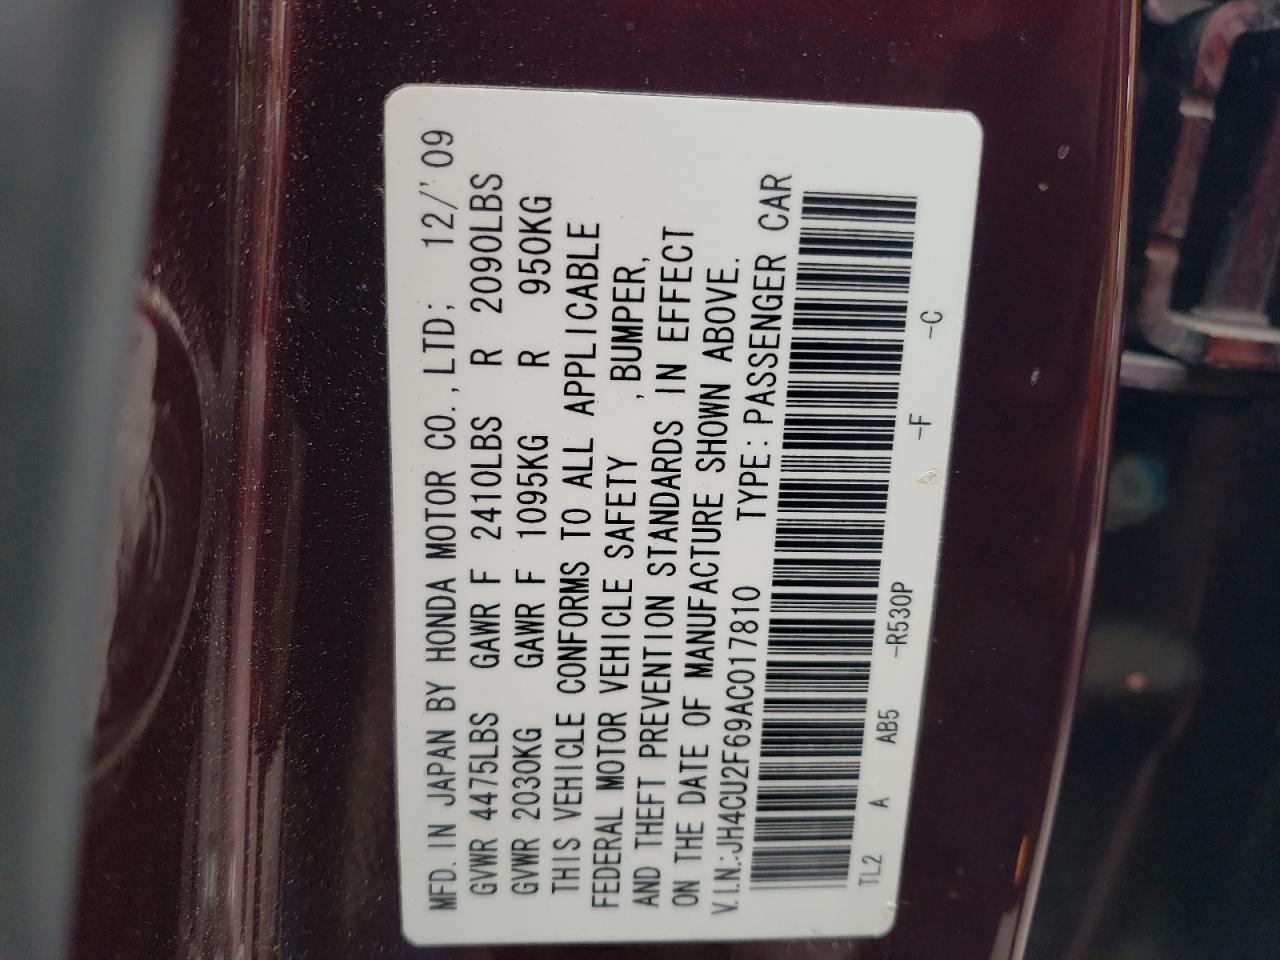 MFD. IN JAPAN BY HONDA MOTOR CO., LTD; 12/'09
GVWR 4475LBS GAWR F 2410LBS R 2090LBS
GVWR 2030KG GAWR F 1095KG R 950KG
THIS VEHICLE CONFORMS TO ALL APPLICABLE
FEDERAL MOTOR VEHICLE SAFETY , BUMPER,
AND THEFT PREVENTION STANDARDS IN EFFECT
ON THE DATE OF MANUFACTURE SHOWN ABOVE.
V.I.N.:JH4CU2F69AC017810 TYPE: PASSENGER CAR
TL2 A AB5 -R530P -F -C